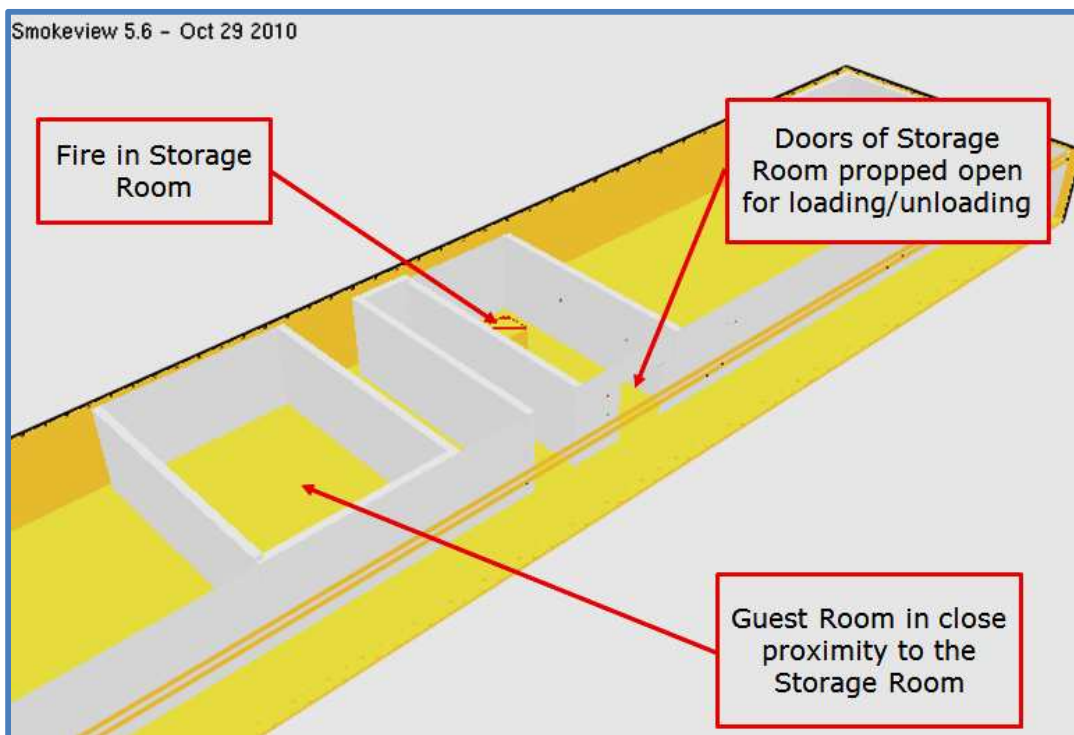 Smokeview 5.6 - Oct 29 2010
Fire in Storage
Room
Doors of Storage
Room propped open
for loading/unloading
Guest Room in close
proximity to the
Storage Room